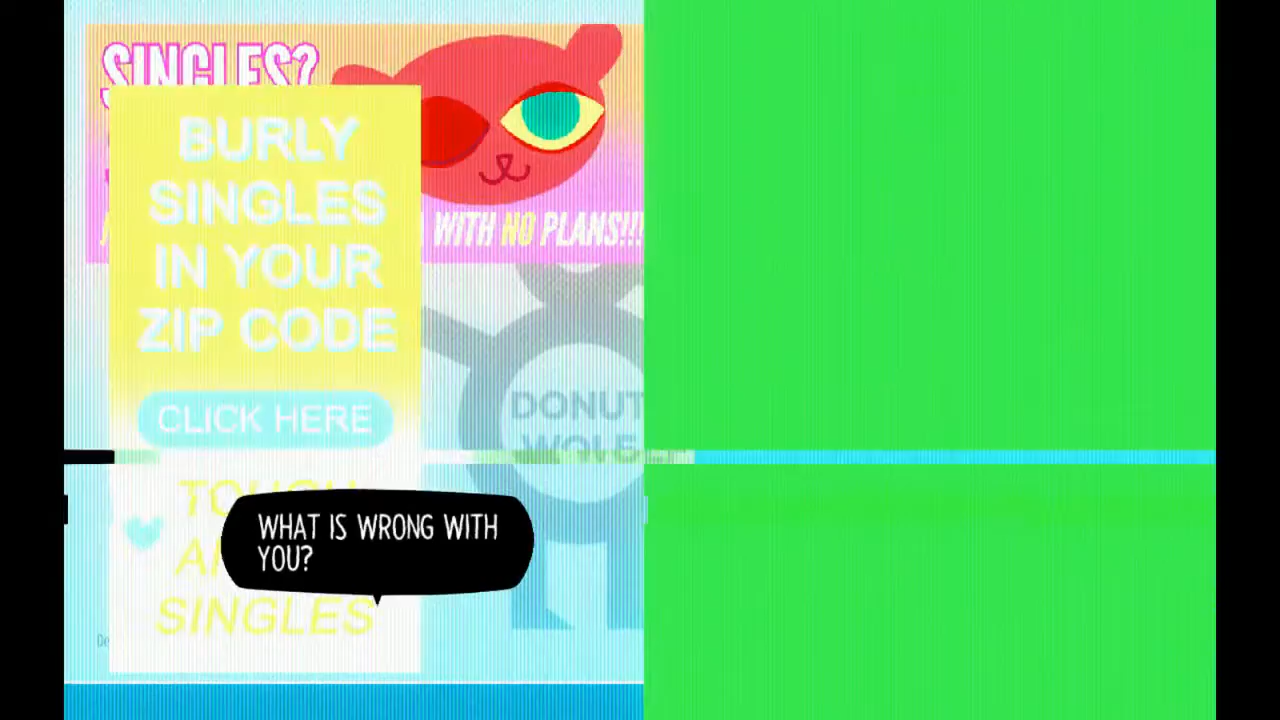 SINGLES?
BURLY
SINGLES
IN YOUR
ZIP CODE
WITH NO PLANS!!!
CLICK HERE
DONUT
WOLF
WHAT IS WRONG WITH
YOU?
SINGLES